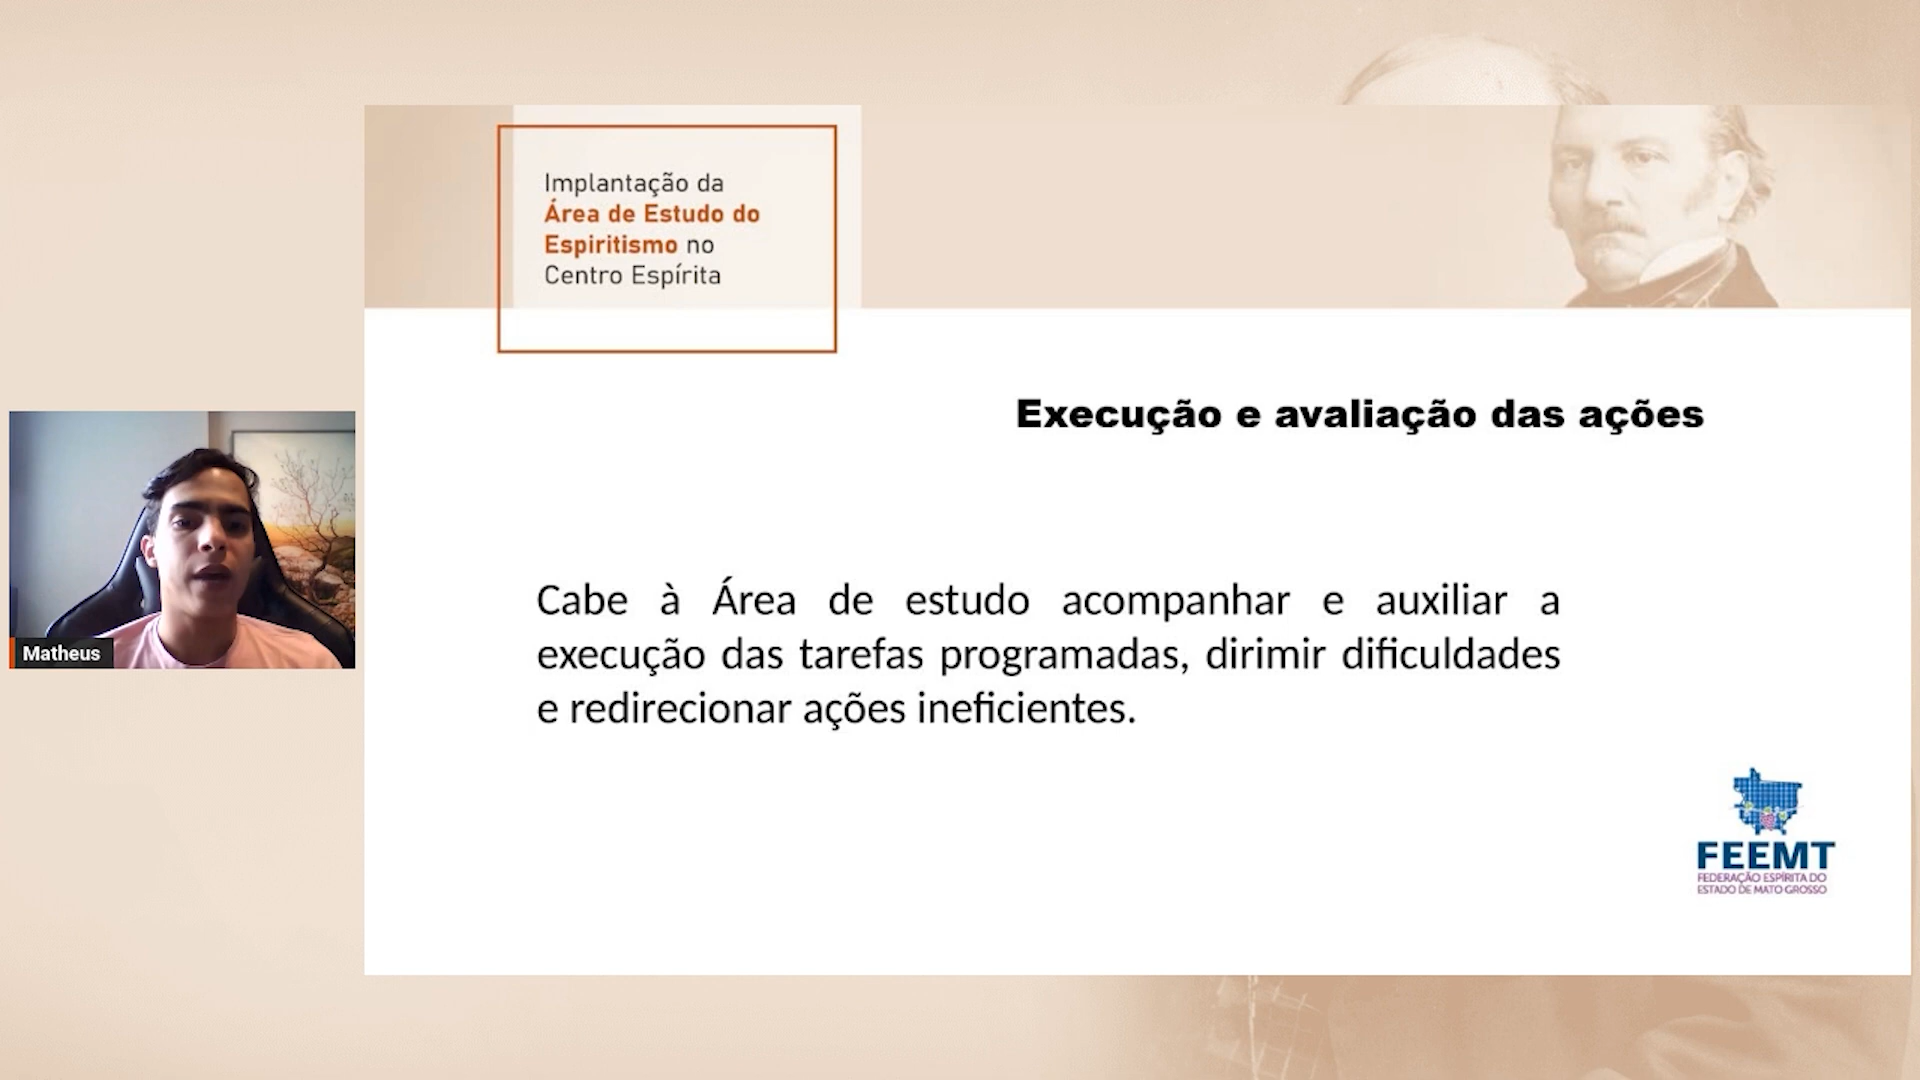 Implantação da
Área de Estudo do
Espiritismo no
Centro Espírita
Execução e avaliação das ações
Cabe à Área de estudo acompanhar e auxiliar a
execução das tarefas programadas, dirimir dificuldades
e redirecionar ações ineficientes.
Matheus
FEEMT
FEDERAÇÃO ESPÍRITA DO
ESTADO DE MATO GROSSO